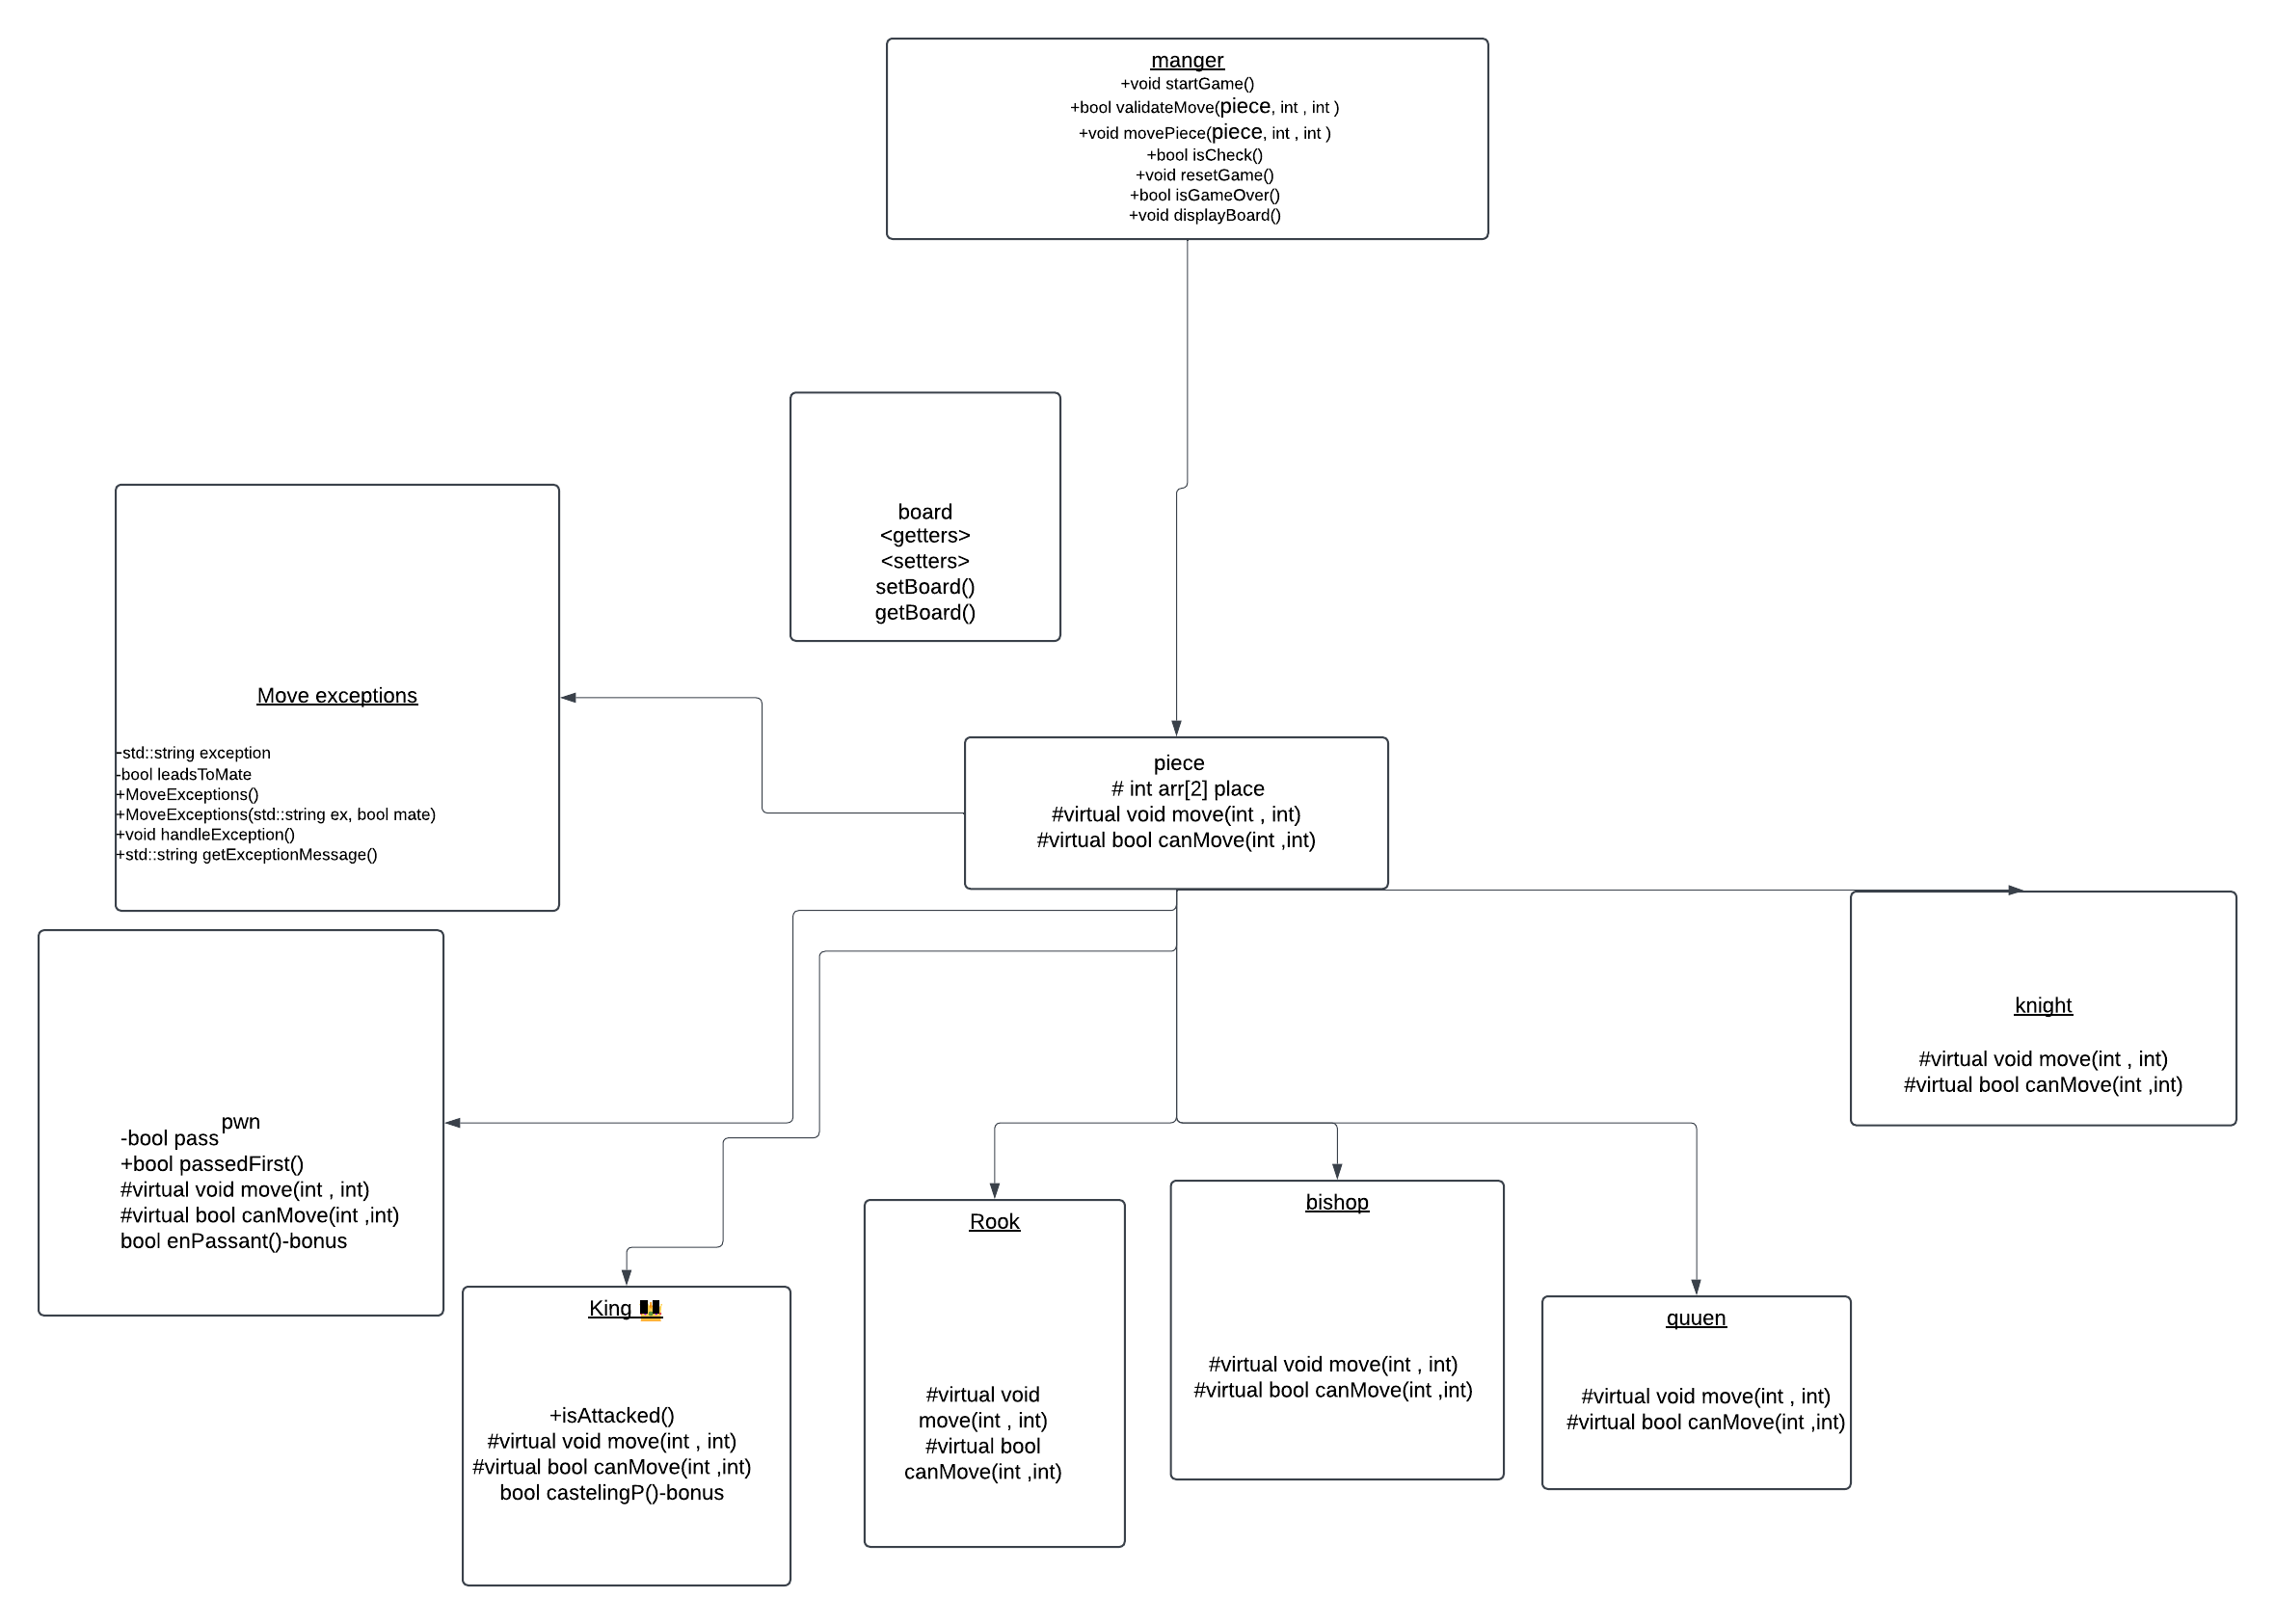 manger
+void startGame()
+bool validateMove(piece, int , int )
+void movePiece(piece, int , int )
+bool isCheck()
+void resetGame()
+bool isGameOver()
+void displayBoard()
board
<getters>
<setters>
setBoard()
getBoard()
Move exceptions
-std::string exception
-bool leadsToMate
+MoveExceptions()
+MoveExceptions(std::string ex, bool mate)
+void handleException()
+std::string getExceptionMessage()
piece
# int arr[2] place
#virtual void move(int , int)
#virtual bool canMove(int ,int)
knight
#virtual void move(int , int)
#virtual bool canMove(int ,int)
pwn
-bool pass
+bool passedFirst()
#virtual void move(int , int)
#virtual bool canMove(int ,int)
bool enPassant()-bonus
King
+isAttacked()
#virtual void move(int , int)
#virtual bool canMove(int ,int)
bool castelingP()-bonus
Rook
#virtual void
move(int , int)
#virtual bool
canMove(int ,int)
bishop
#virtual void move(int , int)
#virtual bool canMove(int ,int)
quuen
#virtual void move(int , int)
#virtual bool canMove(int ,int)